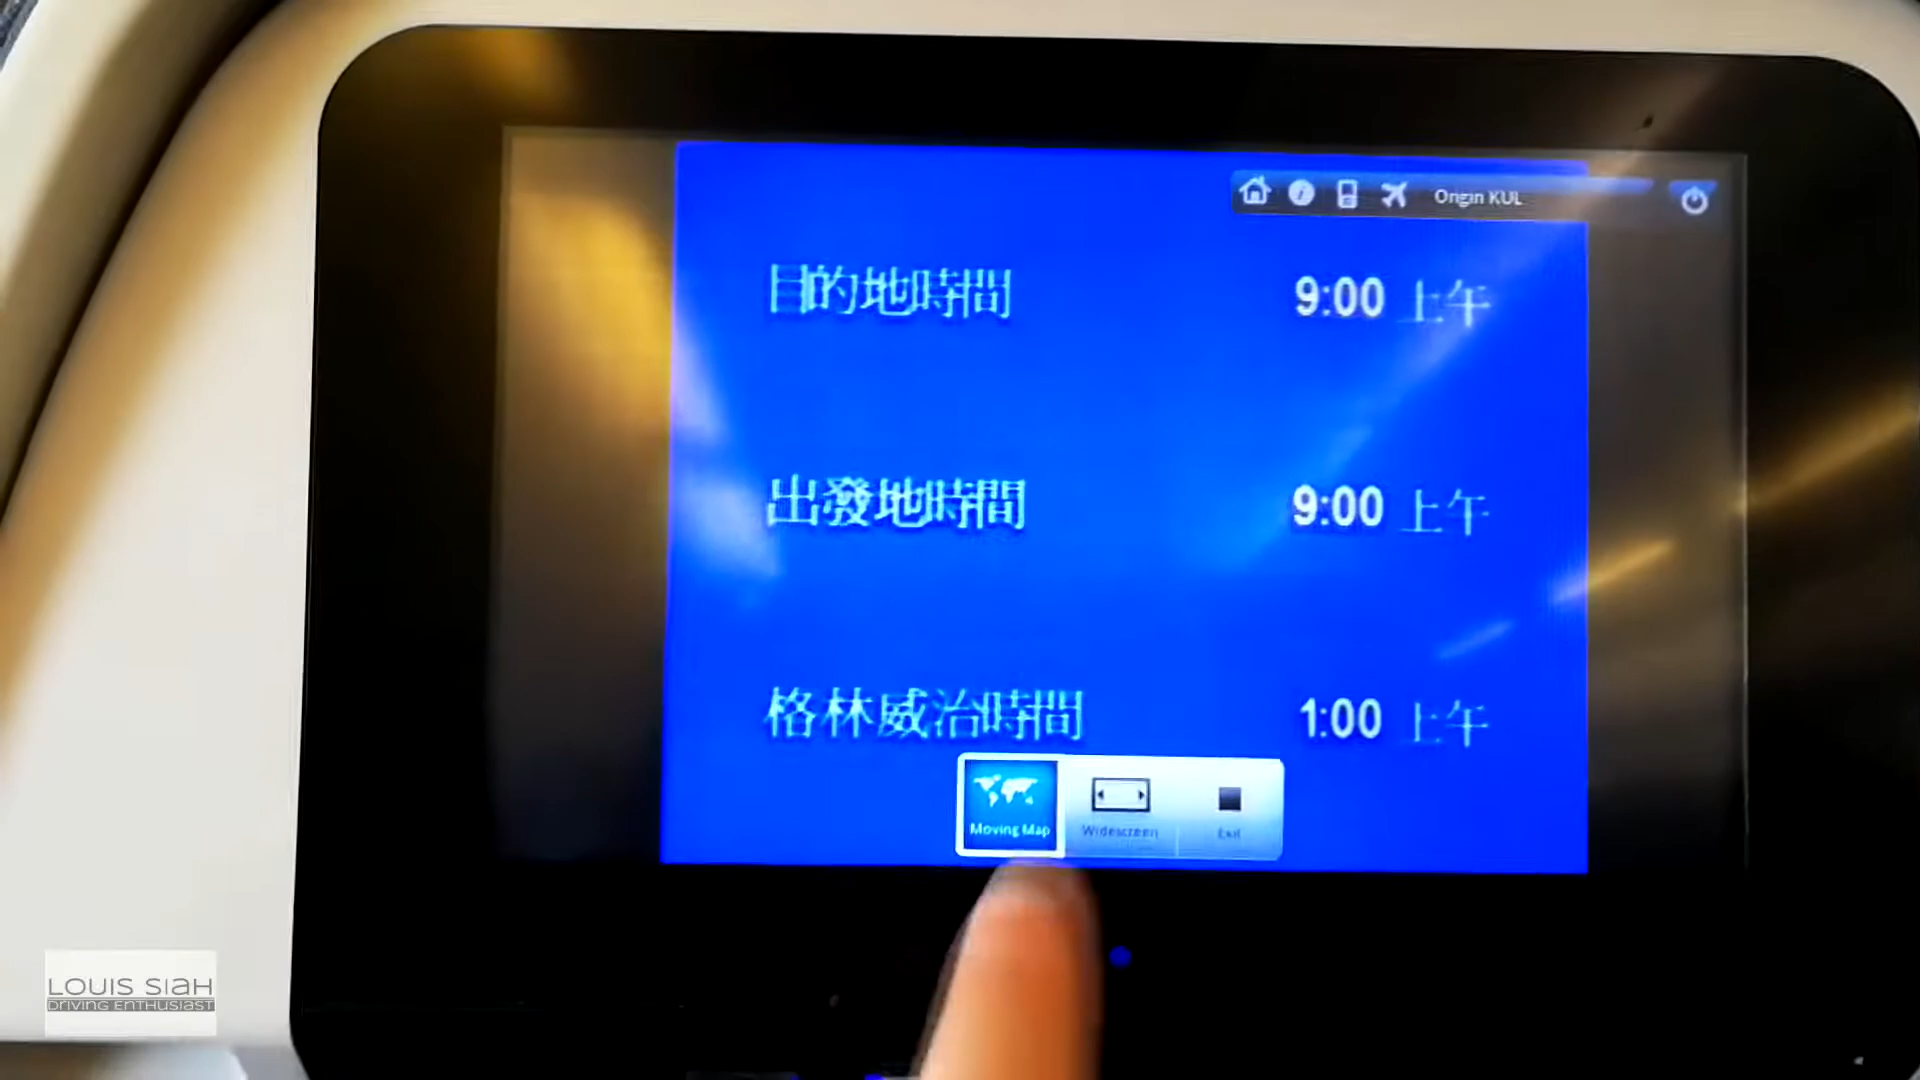 Origin KUL
目的地時間 9:00 上午
出發地時間 9:00 上午
格林威治時間 1:00 上午
Moving Map Widescreen Exit
LOUIS SIAH
DRIVING ENTHUSIAST